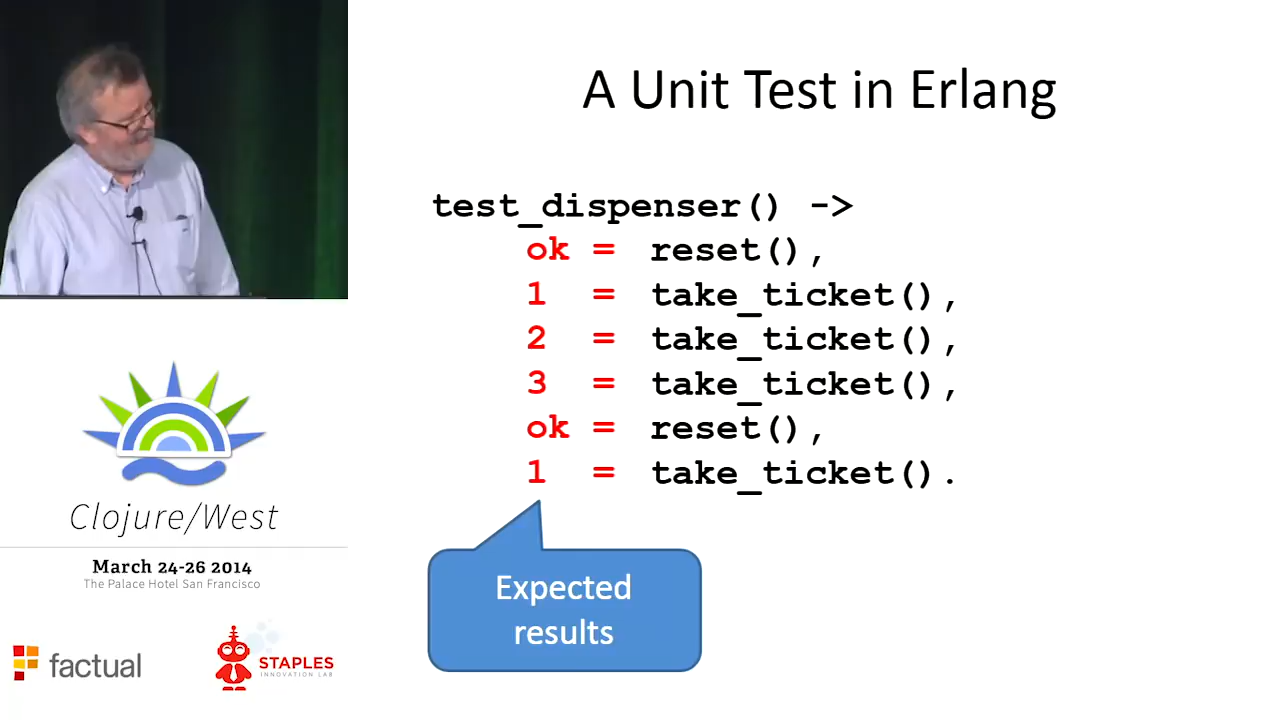 A Unit Test in Erlang
test_dispenser() ->
ok = reset(),
1 = take_ticket(),
2 = take_ticket(),
3 = take_ticket(),
ok = reset(),
1 = take_ticket().
Expected
results
Clojure/West
March 24-26 2014
The Palace Hotel San Francisco
factual
STAPLES
INNOVATION LAB